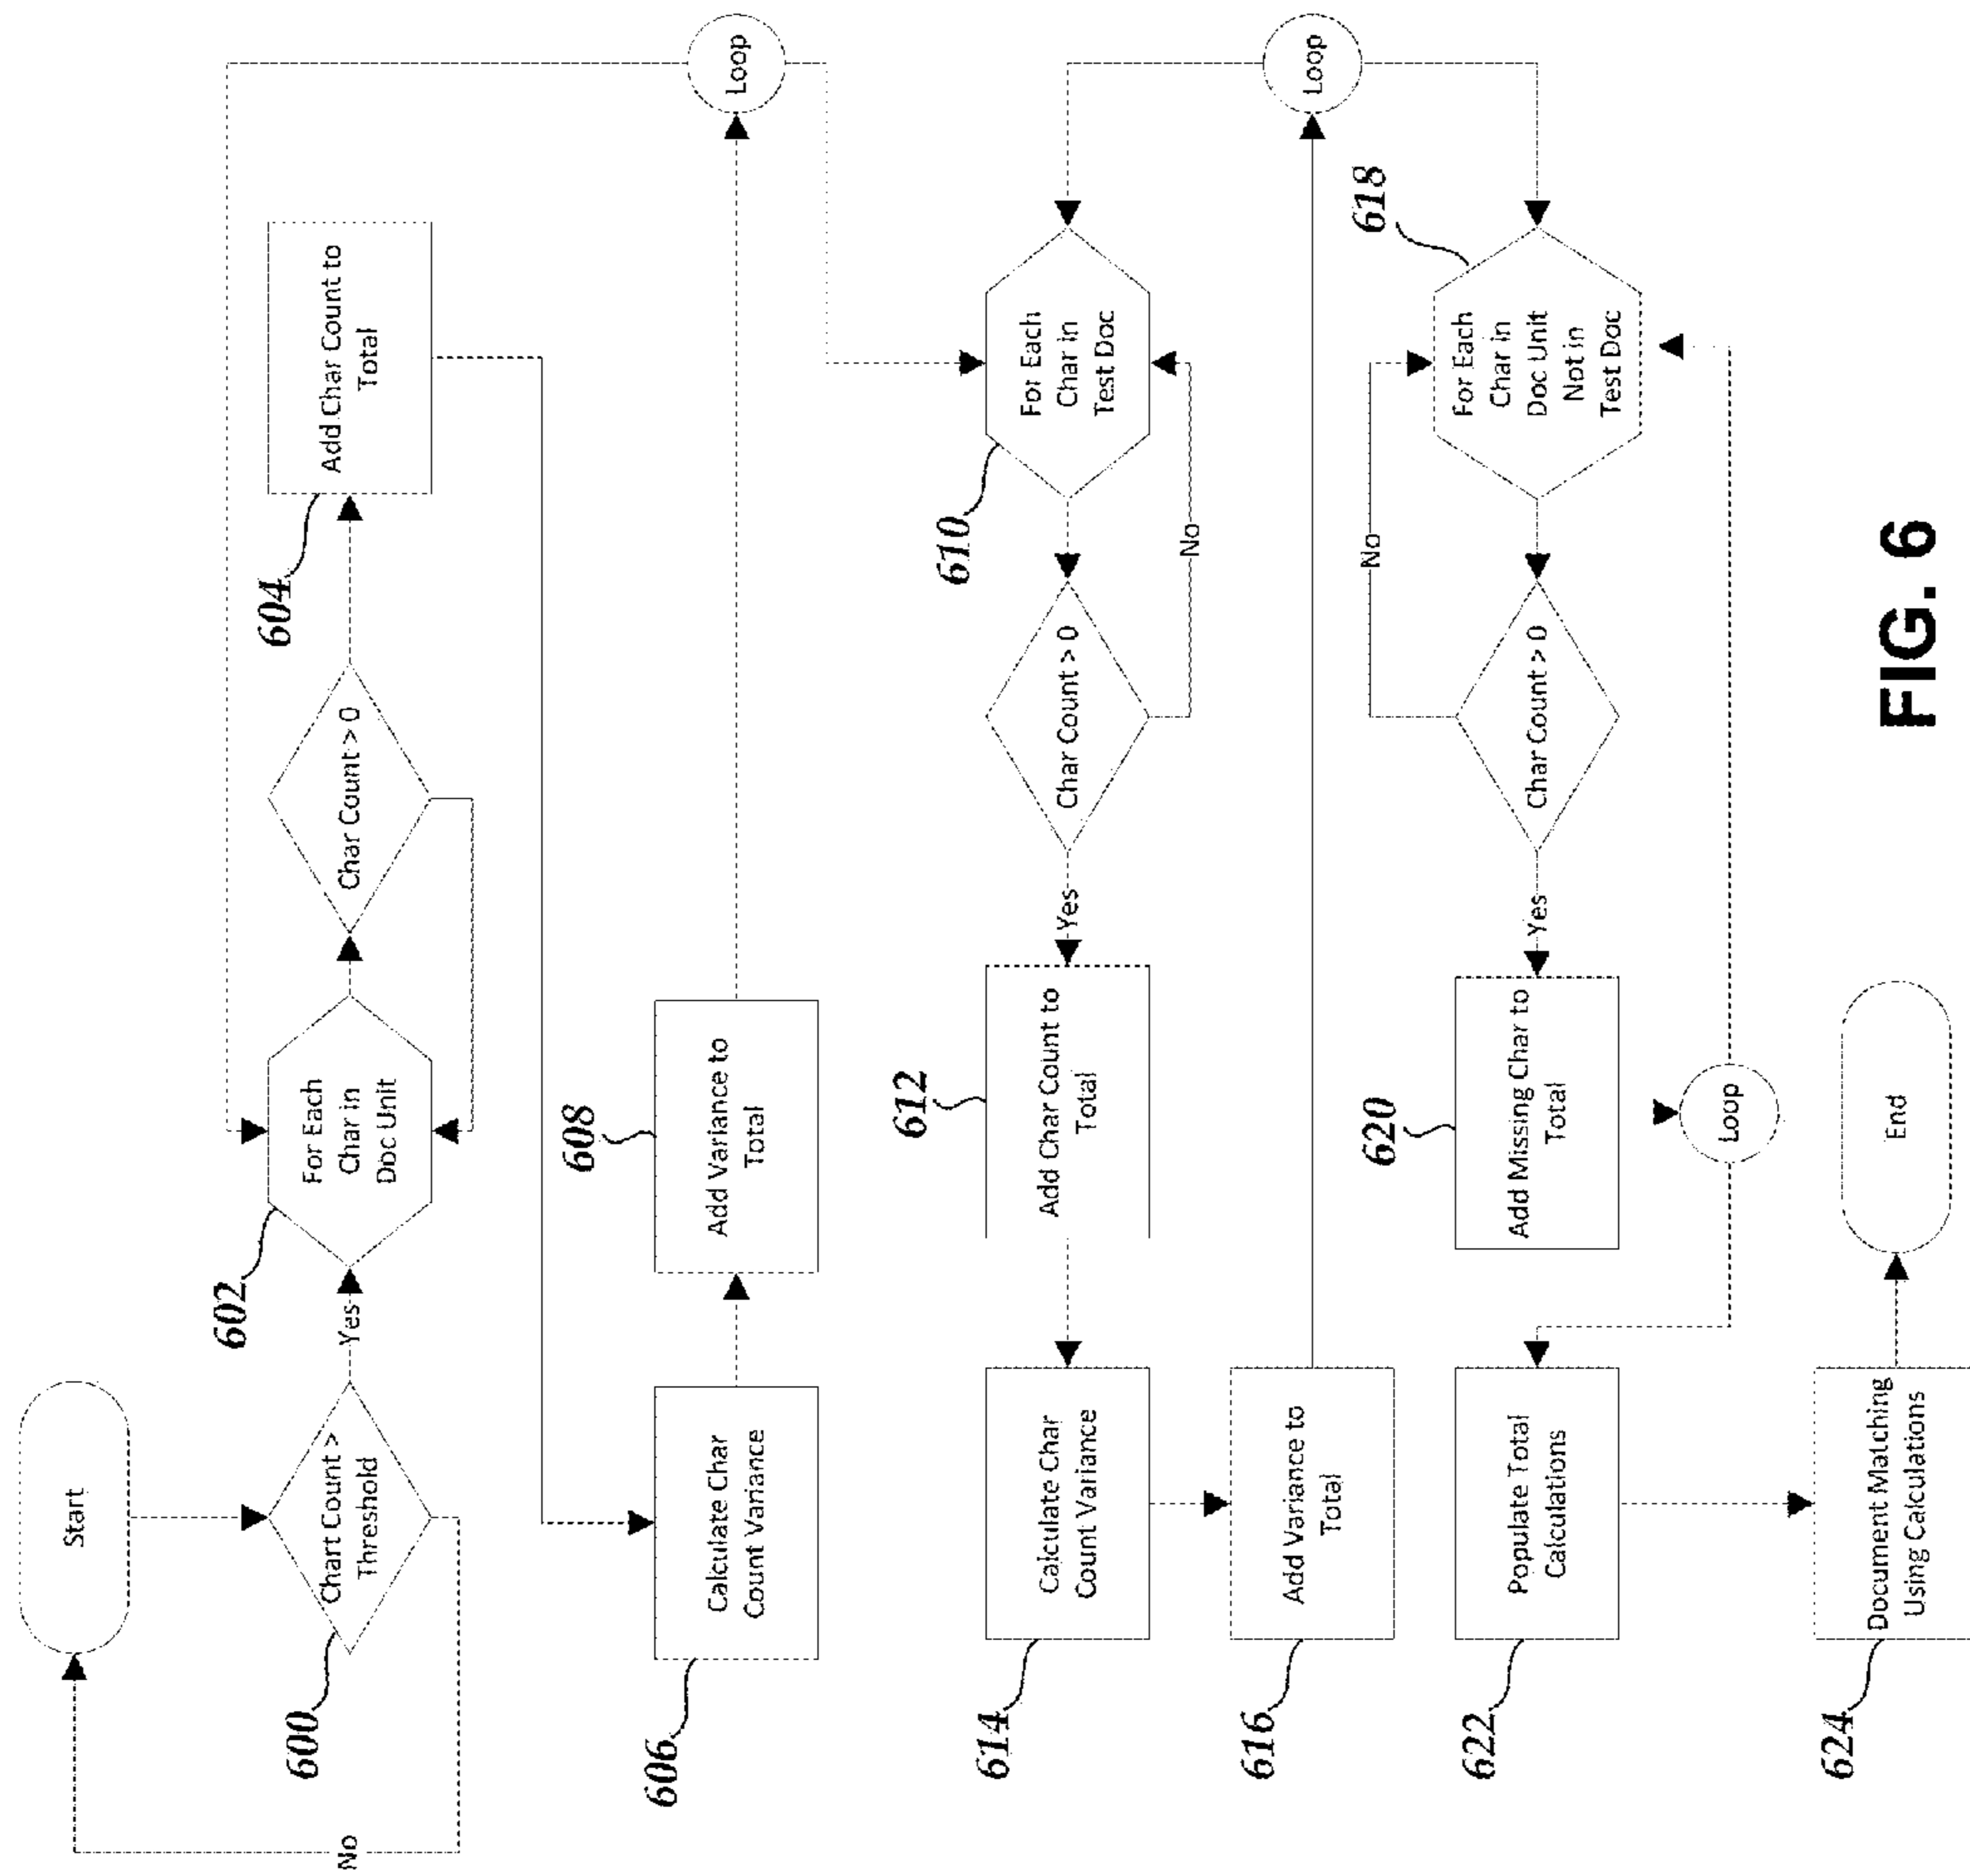 Start
Chart Count >
Threshold
600
No
Yes
602
For Each
Char in
Doc Unit
Char Count > 0
604
Add Char Count to
Total
606
Calculate Char
Count Variance
608
Add Variance to
Total
Loop
610
For Each
Char in
Test Doc
Char Count > 0
No
Yes
612
Add Char Count to
Total
614
Calculate Char
Count Variance
616
Add Variance to
Total
Loop
618
For Each
Char in
Doc Unit
Not in
Test Doc
Char Count > 0
No
Yes
620
Add Missing Char to
Total
Loop
622
Populate Total
Calculations
624
Document Matching
Using Calculations
End
FIG. 6